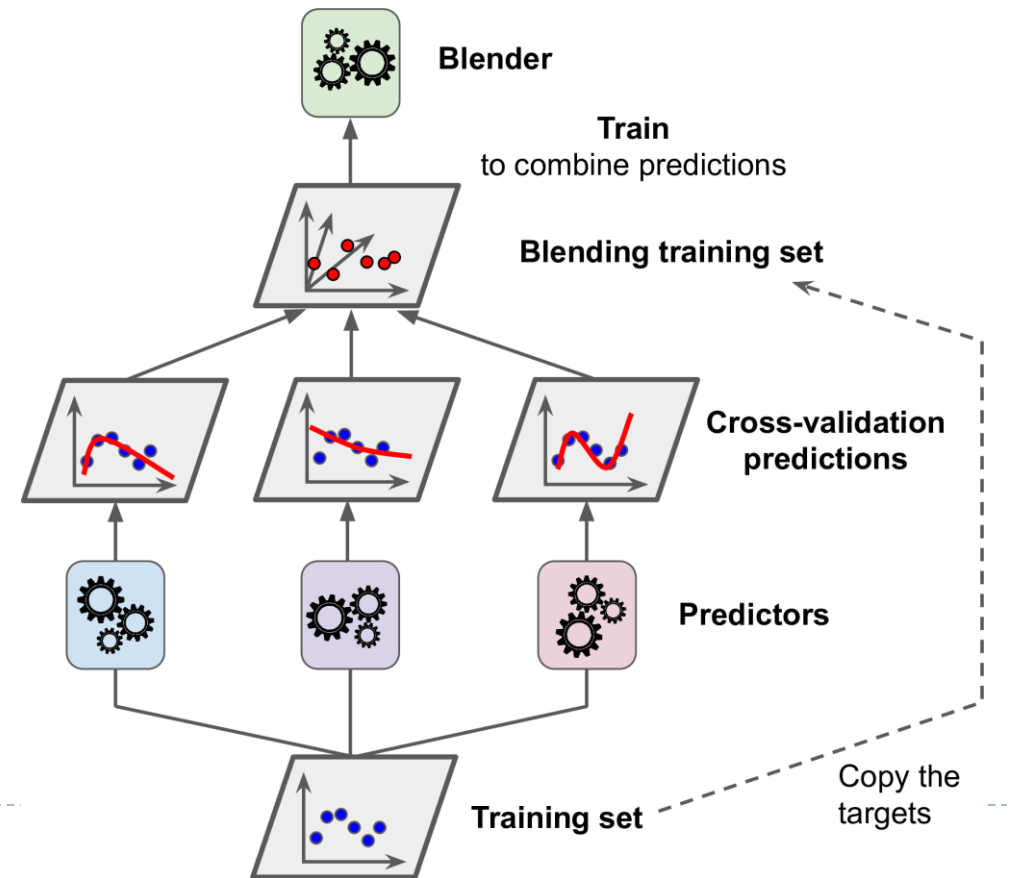 Blender
Train
to combine predictions
Blending training set
Cross-validation
predictions
Predictors
Training set
Copy the
targets